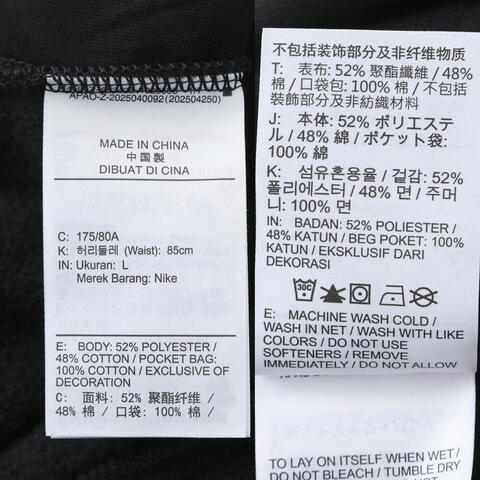 APAO-Z-2025040092 (202504250)
MADE IN CHINA
中 国 製
DIBUAT DI CINA
C: 175/80A
K: 허리둘레 (Waist): 85cm
IN: Ukuran: L
Merek Barang: Nike
E: BODY: 52% POLYESTER /
48% COTTON / POCKET BAG:
100% COTTON / EXCLUSIVE OF
DECORATION
C: 面料: 52% 聚酯纤维 /
48% 棉 / 口袋: 100% 棉 /
不包括装饰部分及非纤维物质
T: 表布: 52% 聚酯纖維 / 48%
棉 / 口袋包: 100% 棉 / 不包括
裝飾部分及非紡織材料
J: 本体: 52% ポリエステ
ル / 48% 綿 / ポケット袋:
100% 綿
K: 섬유혼용율 / 겉감: 52%
폴리에스터 / 48% 면 / 주머
니: 100% 면
IN: BADAN: 52% POLIESTER /
48% KATUN / BEG POKET: 100%
KATUN / EKSKLUSIF DARI
DEKORASI
30C
E: MACHINE WASH COLD /
WASH IN NET / WASH WITH LIKE
COLORS / DO NOT USE
SOFTENERS / REMOVE
IMMEDIATELY / DO NOT ALLOW
TO LAY ON ITSELF WHEN WET /
DO NOT BLEACH / TUMBLE DRY